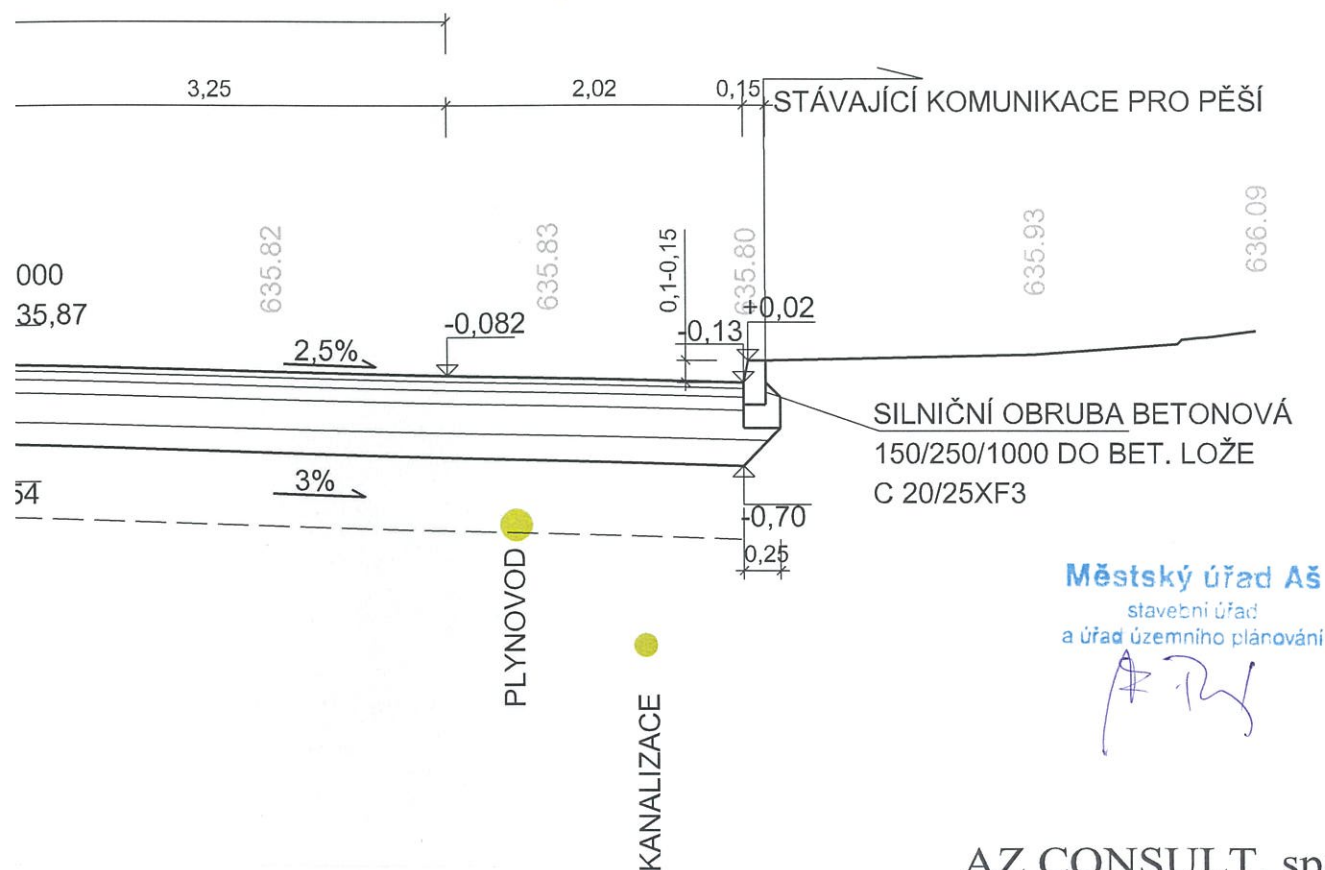 3,25
2,02
0,15
STÁVAJÍCÍ KOMUNIKACE PRO PĚŠÍ
635.82
635.83
0,1-0,15
635.80
635.93
636.09
000
35,87
-0,082
+0,02
-0,13
2,5%
SILNIČNÍ OBRUBA BETONOVÁ
150/250/1000 DO BET. LOŽE
C 20/25XF3
54
3%
-0,70
0,25
PLYNOVOD
KANALIZACE
Městský úřad Aš
stavební úřad
a úřad územního plánování
AZ CONSULT, sp